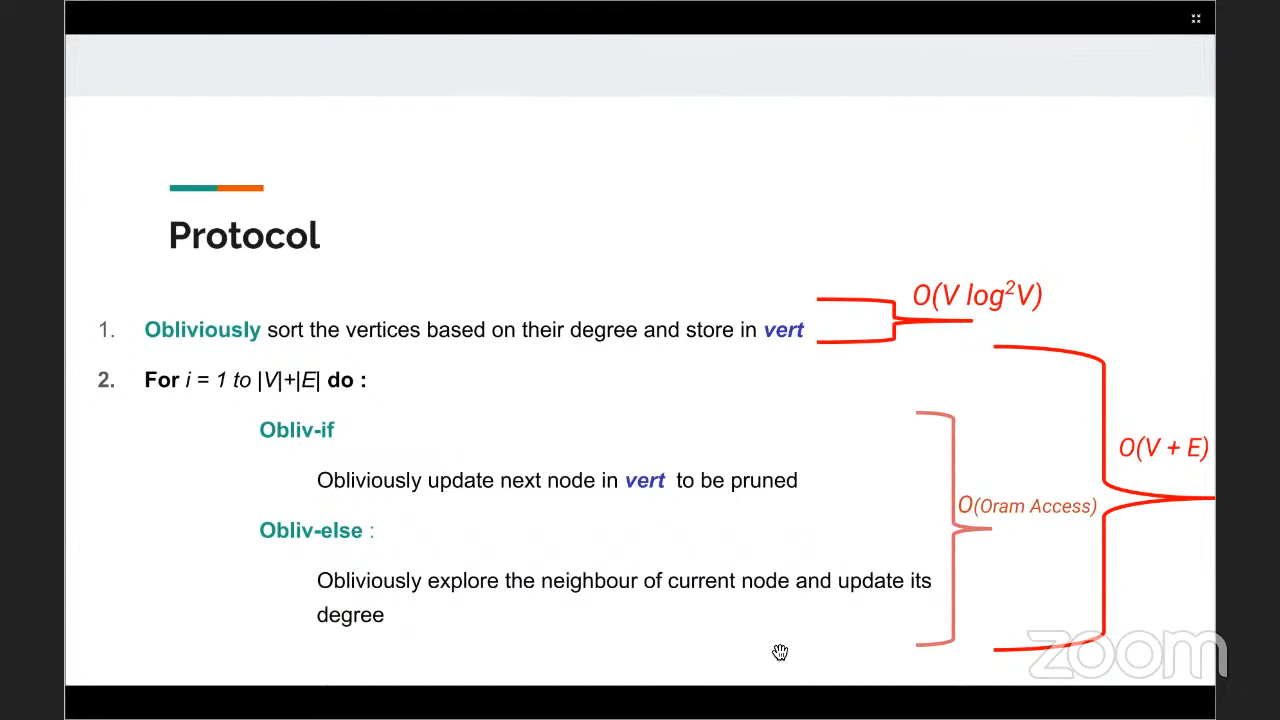 Protocol
O(V log²V)
1. Obliviously sort the vertices based on their degree and store in vert
2. For i = 1 to |V|+|E| do :
Obliv-if
O(V + E)
Obliviously update next node in vert to be pruned
O(Oram Access)
Obliv-else :
Obliviously explore the neighbour of current node and update its
degree
zoom